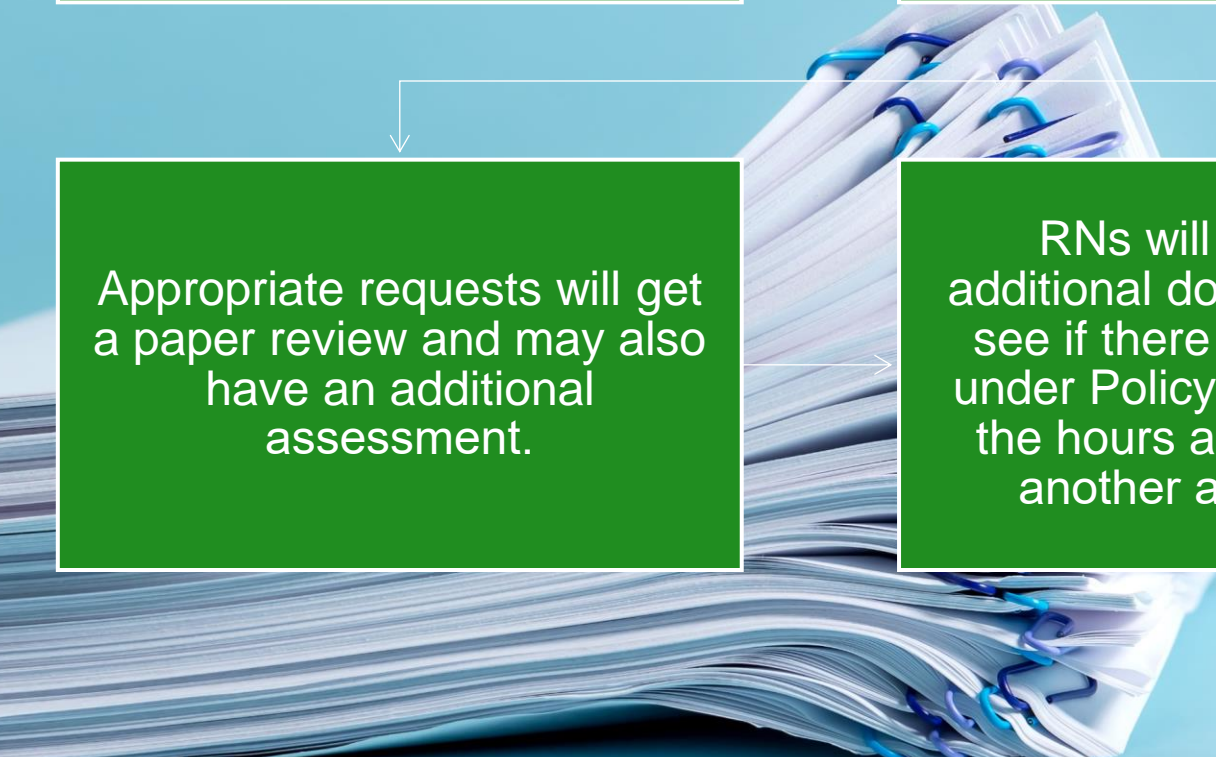 Appropriate requests will get
a paper review and may also
have an additional
assessment.
RNs will
additional do
see if there
under Policy
the hours a
another a